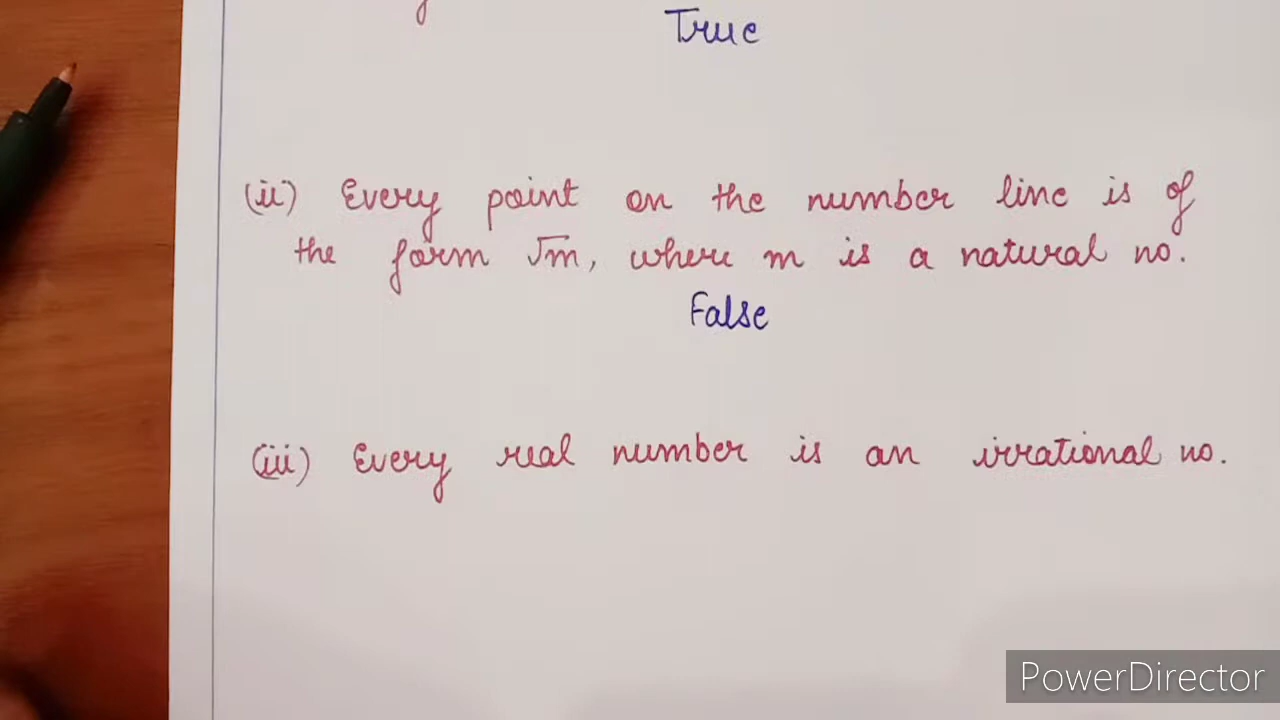 True
(ii) Every point on the number line is of
the form √m, where m is a natural no.
False
(iii) Every real number is an irrational no.
PowerDirector